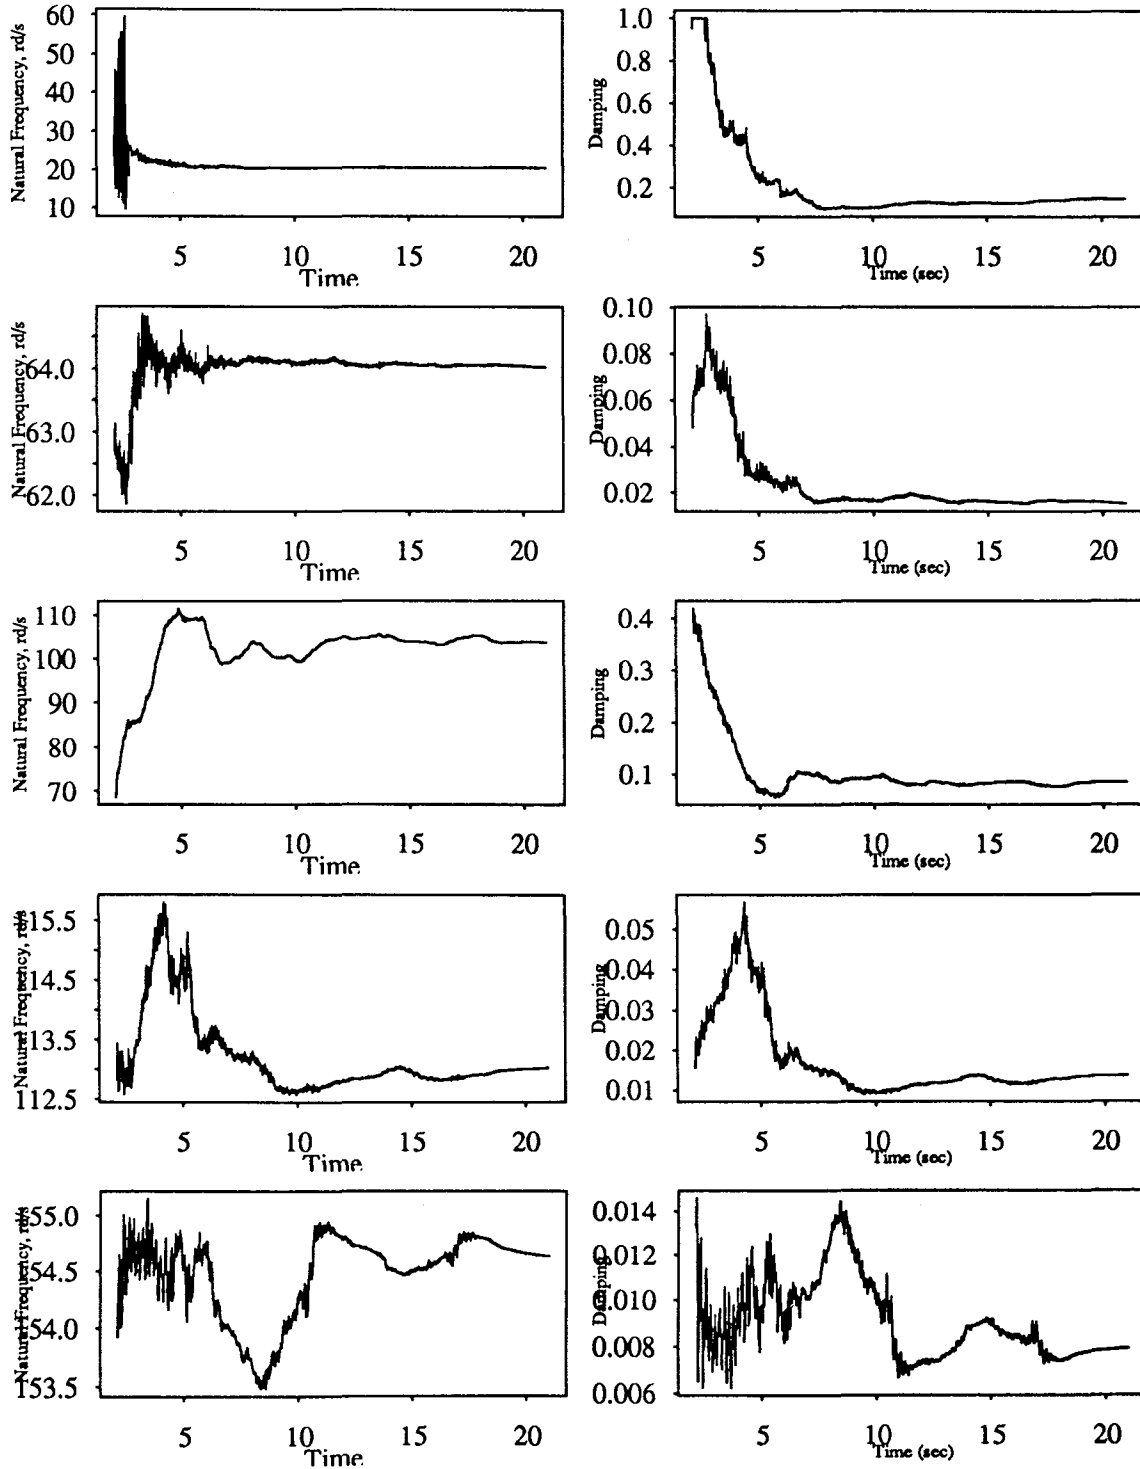 Natural Frequency, rd/s
60
50
40
30
20
10
5 10 15 20
Time
Damping
1.0
0.8
0.6
0.4
0.2
5 10 15 20
Time (sec)
Natural Frequency, rd/s
64.0
63.0
62.0
5 10 15 20
Time
Damping
0.10
0.08
0.06
0.04
0.02
5 10 15 20
Time (sec)
Natural Frequency, rd/s
110
100
90
80
70
5 10 15 20
Time
Damping
0.4
0.3
0.2
0.1
5 10 15 20
Time (sec)
Natural Frequency, rd/s
115.5
114.5
113.5
112.5
5 10 15 20
Time
Damping
0.05
0.04
0.03
0.02
0.01
5 10 15 20
Time (sec)
Natural Frequency, rd/s
155.0
154.5
154.0
153.5
5 10 15 20
Time
Damping
0.014
0.012
0.010
0.008
0.006
5 10 15 20
Time (sec)